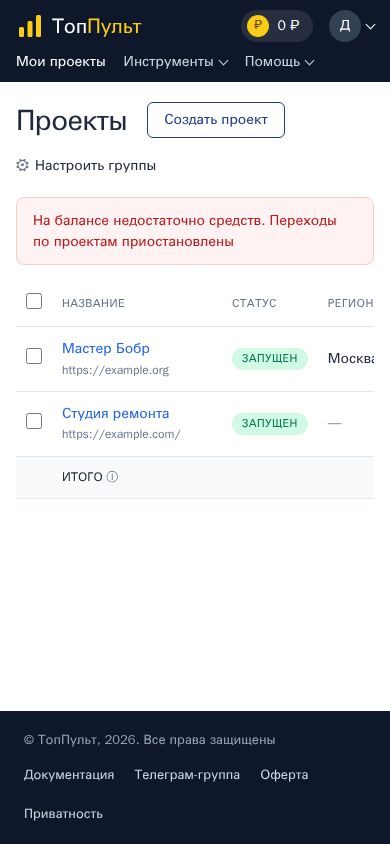 ТопПульт
₽ 0 ₽
Д
Мои проекты Инструменты Помощь
Проекты
Создать проект
Настроить группы
На балансе недостаточно средств. Переходы
по проектам приостановлены
НАЗВАНИЕ СТАТУС РЕГИОН
Мастер Бобр
https://example.org
ЗАПУЩЕН
Москва
Студия ремонта
https://example.com/
ЗАПУЩЕН
—
ИТОГО
© ТопПульт, 2026. Все права защищены
Документация Телеграм-группа Оферта
Приватность